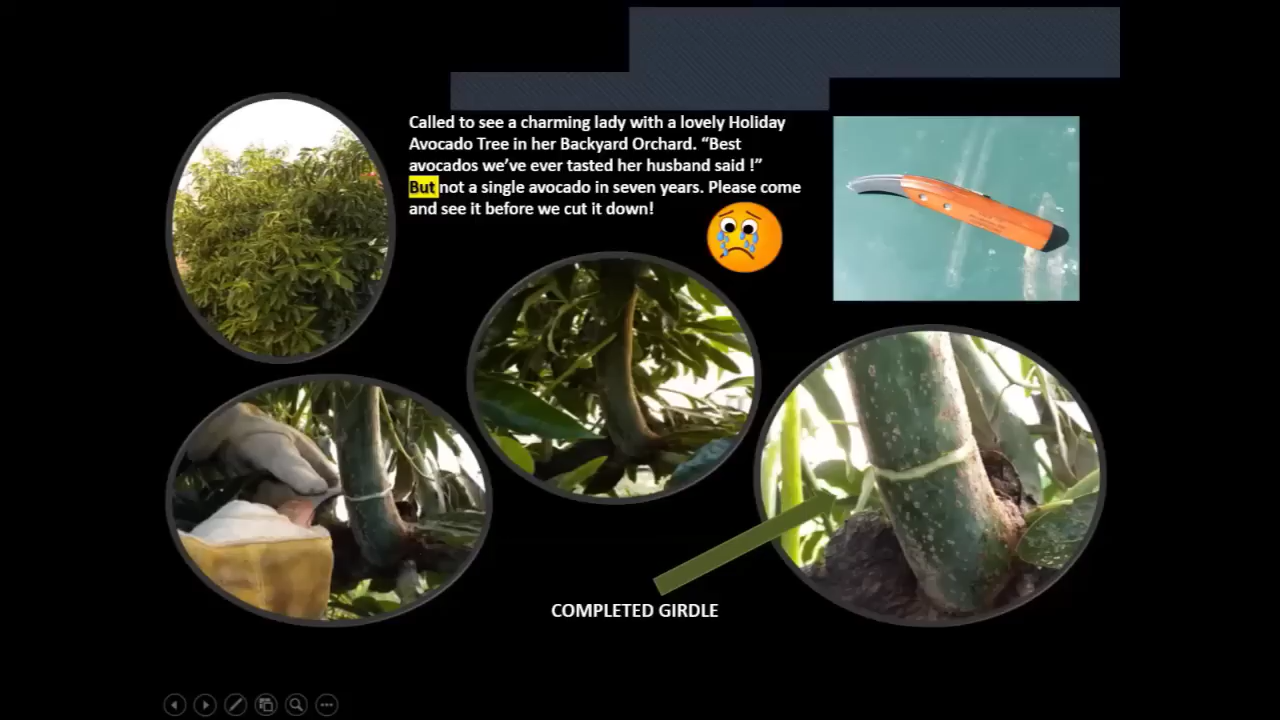 Called to see a charming lady with a lovely Holiday
Avocado Tree in her Backyard Orchard. “Best
avocados we’ve ever tasted her husband said !”
But not a single avocado in seven years. Please come
and see it before we cut it down!
COMPLETED GIRDLE